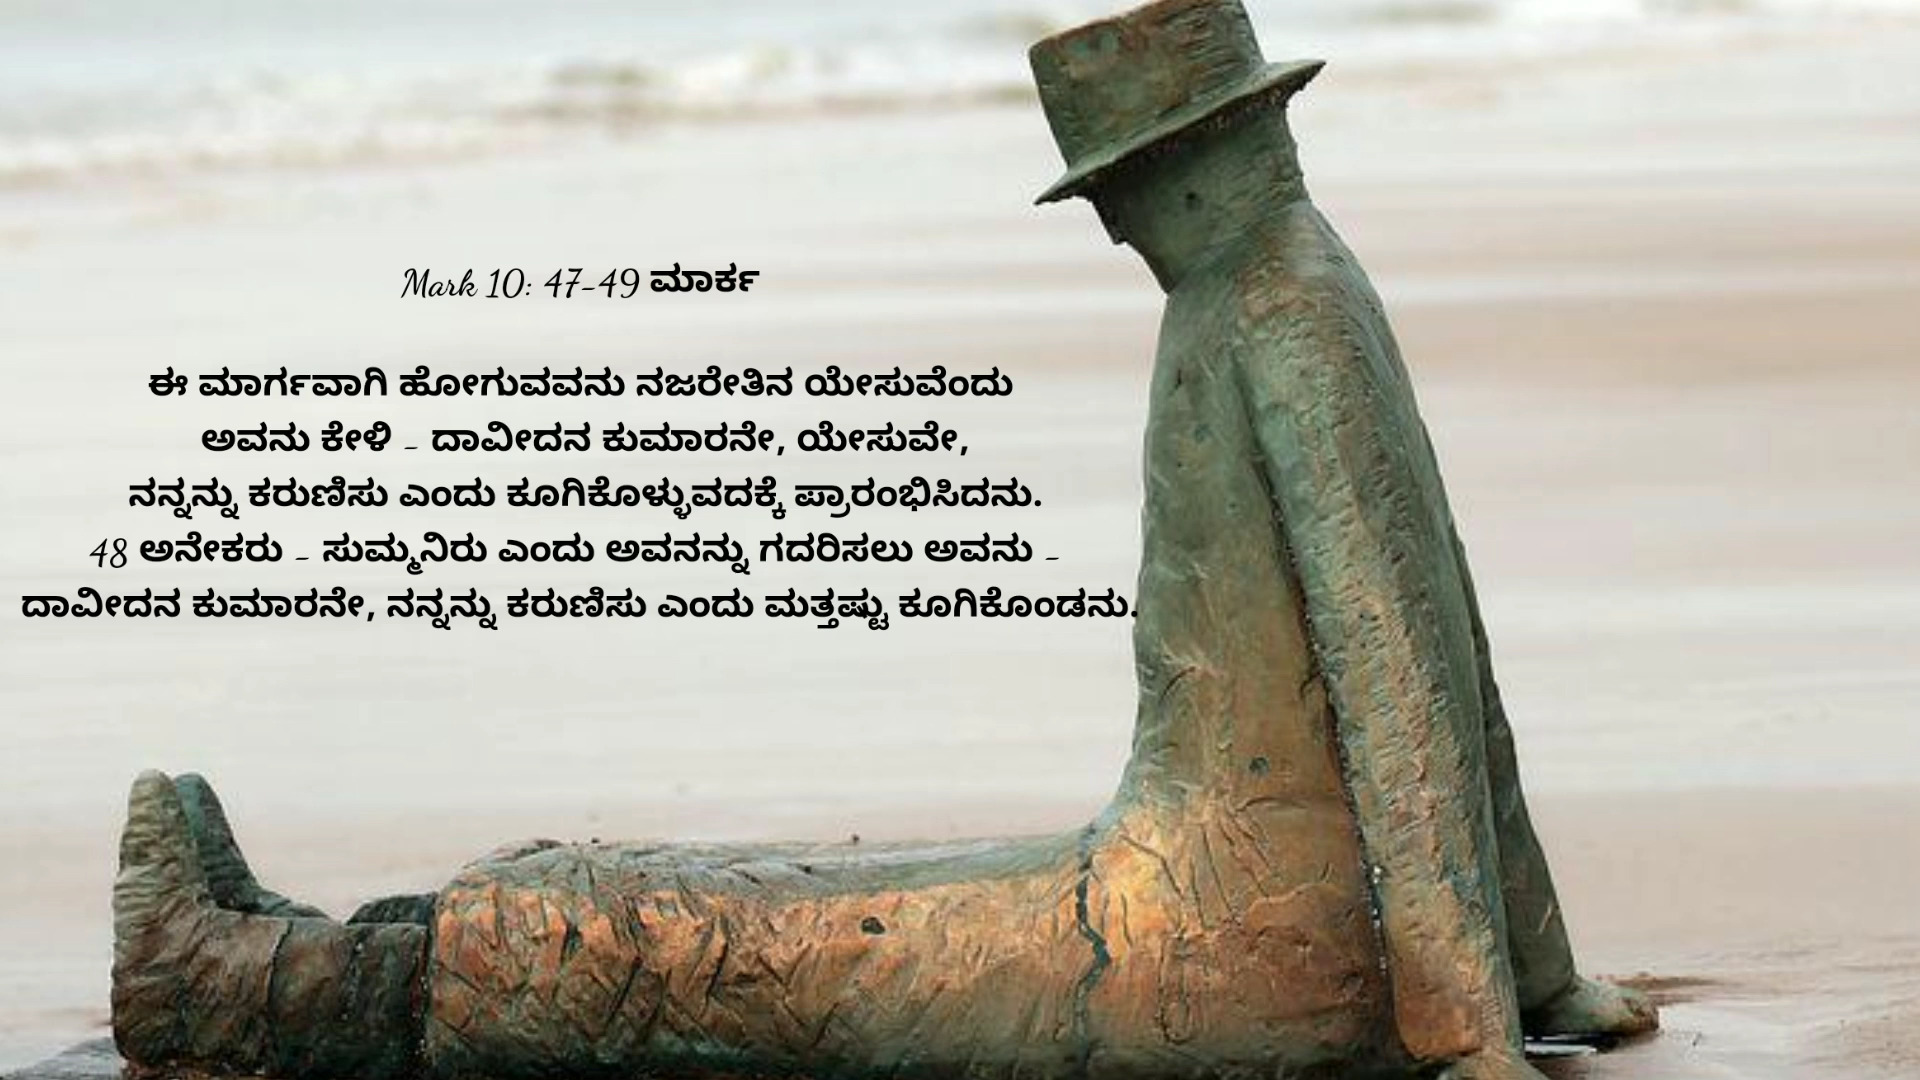 Mark 10: 47-49 ಮಾರ್ಕ
ಈ ಮಾರ್ಗವಾಗಿ ಹೋಗುವವನು ನಜರೇತಿನ ಯೇಸುವೆಂದು
ಅವನು ಕೇಳಿ - ದಾವೀದನ ಕುಮಾರನೇ, ಯೇಸುವೇ,
ನನ್ನನ್ನು ಕರುಣಿಸು ಎಂದು ಕೂಗಿಕೊಳ್ಳುವದಕ್ಕೆ ಪ್ರಾರಂಭಿಸಿದನು.
48 ಅನೇಕರು - ಸುಮ್ಮನಿರು ಎಂದು ಅವನನ್ನು ಗದರಿಸಲು ಅವನು -
ದಾವೀದನ ಕುಮಾರನೇ, ನನ್ನನ್ನು ಕರುಣಿಸು ಎಂದು ಮತ್ತಷ್ಟು ಕೂಗಿಕೊಂಡನು.